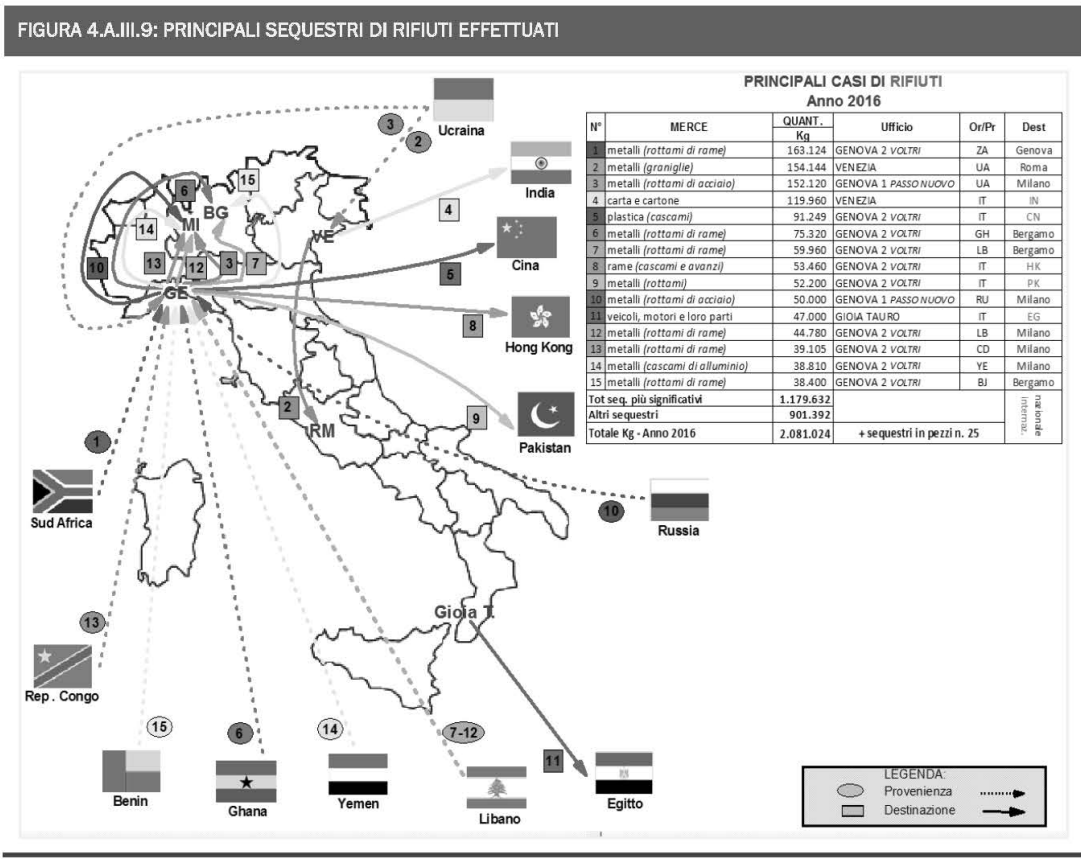 FIGURA 4.A.III.9: PRINCIPALI SEQUESTRI DI RIFIUTI EFFETTUATI
PRINCIPALI CASI DI RIFIUTI
Anno 2016
N° MERCE QUANT. Kg Ufficio Or/Pr Dest
1 metalli (rottami di rame) 163.124 GENOVA 2 VOLTRI ZA Genova
2 metalli (graniglie) 154.144 VENEZIA UA Roma
3 metalli (rottami di acciaio) 152.120 GENOVA 1 PASSO NUOVO UA Milano
4 carta e cartone 119.960 VENEZIA IT IN
5 plastica (cascami) 91.249 GENOVA 2 VOLTRI IT CN
6 metalli (rottami di rame) 75.320 GENOVA 2 VOLTRI GH Bergamo
7 metalli (rottami di rame) 59.960 GENOVA 2 VOLTRI LB Bergamo
8 rame (cascami e avanzi) 53.460 GENOVA 2 VOLTRI IT HK
9 metalli (rottami) 52.200 GENOVA 2 VOLTRI IT PK
10 metalli (rottami di acciaio) 50.000 GENOVA 1 PASSO NUOVO RU Milano
11 veicoli, motori e loro parti 47.000 GIOIA TAURO IT EG
12 metalli (rottami di rame) 44.780 GENOVA 2 VOLTRI LB Milano
13 metalli (rottami di rame) 39.105 GENOVA 2 VOLTRI CD Milano
14 metalli (cascami di alluminio) 38.810 GENOVA 2 VOLTRI YE Milano
15 metalli (rottami di rame) 38.400 GENOVA 2 VOLTRI BJ Bergamo
Tot seq. più significativi 1.179.632
Altri sequestri 901.392
Totale Kg - Anno 2016 2.081.024 + sequestri in pezzi n. 25
nazionale
internaz.
Ucraina
3
2
India
4
Cina
5
Hong Kong
8
Pakistan
9
15
6
BG
MI
14
VE
10
13
12
3
7
GE
2
RM
1
Sud Africa
10
Russia
Gioia T.
13
Rep. Congo
15
Benin
6
Ghana
14
Yemen
7-12
Libano
11
Egitto
LEGENDA:
Provenienza
Destinazione